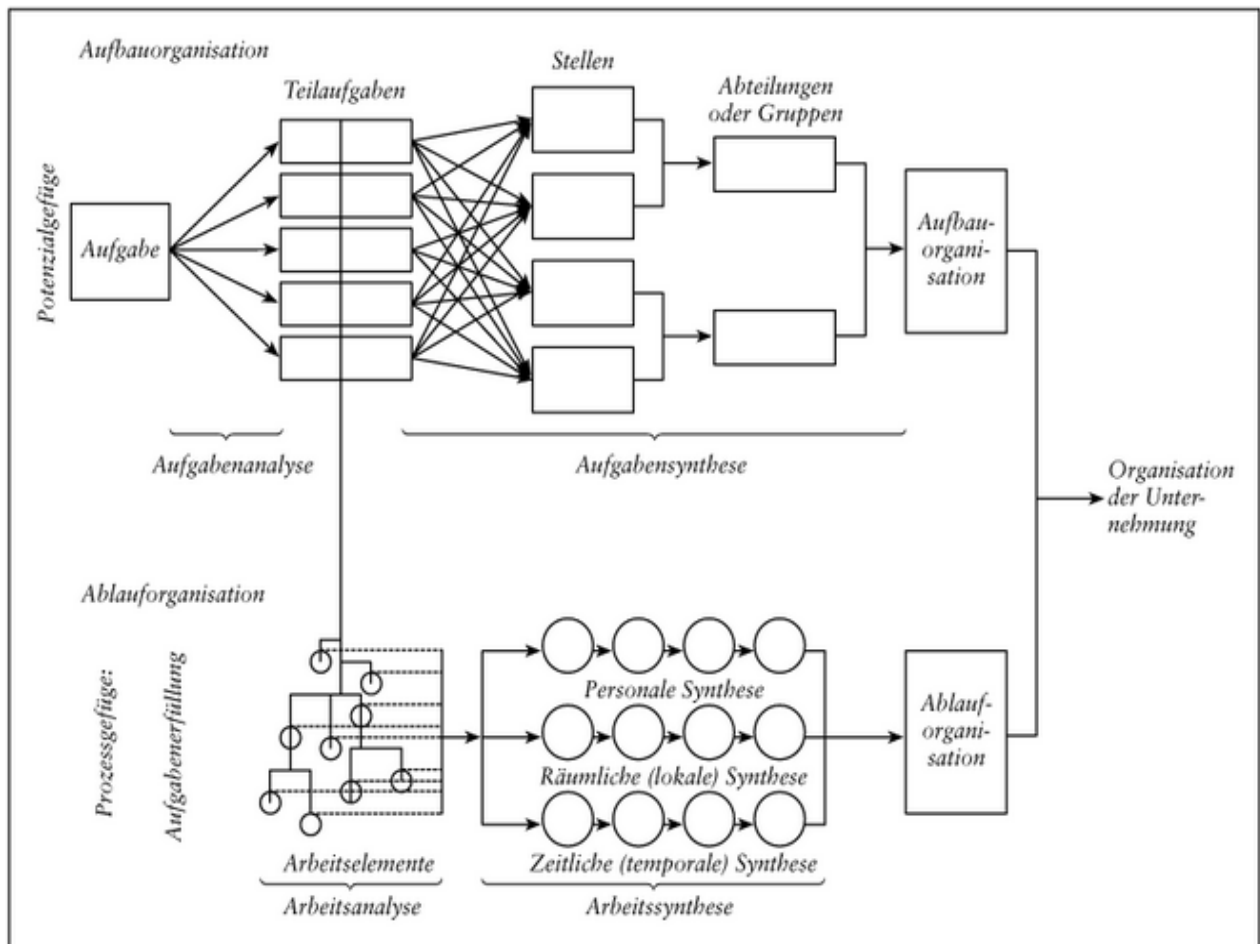 Aufbauorganisation
Stellen
Teilaufgaben
Abteilungen
oder Gruppen
Potenzialgefüge
Aufgabe
Aufbau-
organi-
sation
Aufgabenanalyse
Aufgabensynthese
Organisation
der Unter-
nehmung
Ablauforganisation
Prozessgefüge:
Aufgabenerfüllung
Personale Synthese
Räumliche (lokale) Synthese
Zeitliche (temporale) Synthese
Ablauf-
organi-
sation
Arbeitselemente
Arbeitsanalyse
Arbeitssynthese